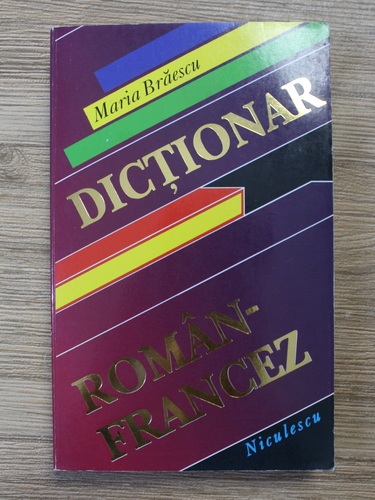 Maria Brăescu
DICȚIONAR
ROMÂN-
FRANCEZ
Niculescu